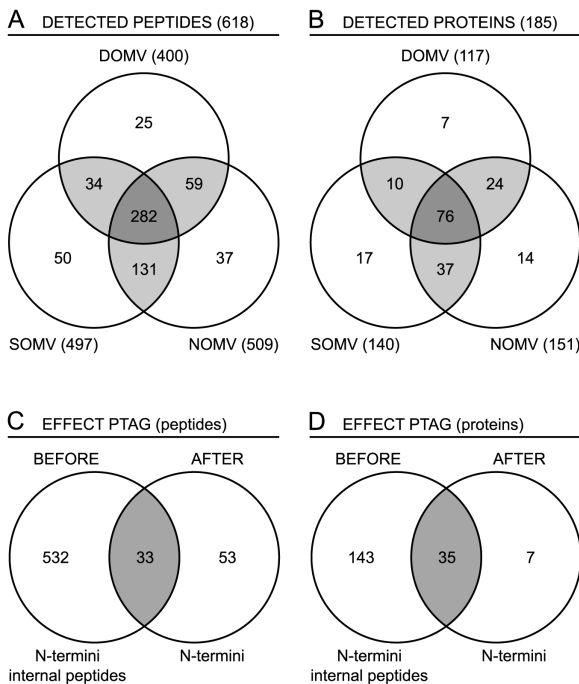 A DETECTED PEPTIDES (618)
DOMV (400)
25
34
59
282
50
131
37
SOMV (497)
NOMV (509)
B DETECTED PROTEINS (185)
DOMV (117)
7
10
24
76
17
37
14
SOMV (140)
NOMV (151)
C EFFECT PTAG (peptides)
BEFORE
AFTER
532
33
53
N-termini
internal peptides
N-termini
D EFFECT PTAG (proteins)
BEFORE
AFTER
143
35
7
N-termini
internal peptides
N-termini